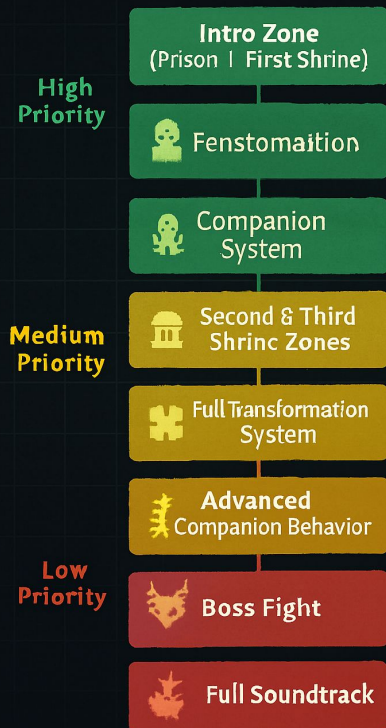 Intro Zone
(Prison | First Shrine)
High
Priority
Fenstomaition
Companion
System
Medium
Priority
Second & Third
Shrinc Zones
Full Transformation
System
Advanced
Companion Behavior
Low
Priority
Boss Fight
Full Soundtrack